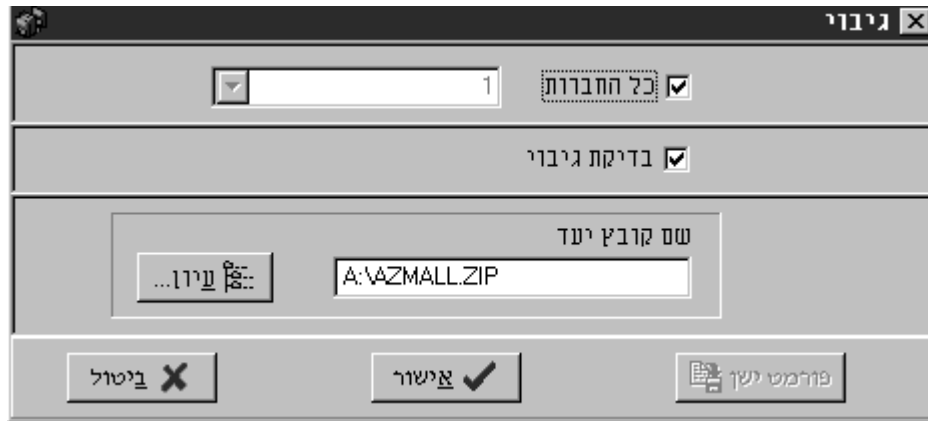 גיבוי
כל החברות 1
בדיקת גיבוי
שם קובץ יעד
A:\AZMALL.ZIP עיון...
פורמט ישן אישור ביטול